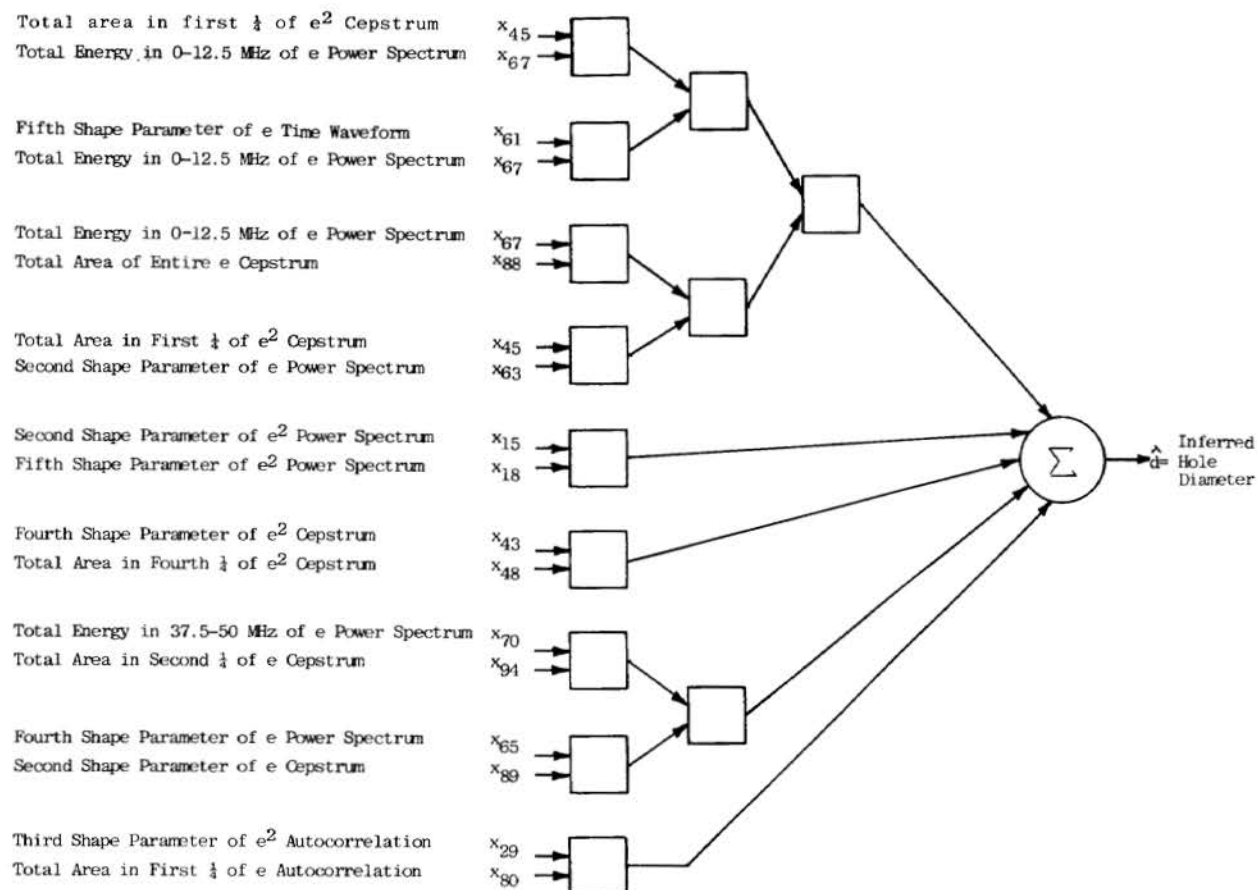 Total area in first ¼ of e² Cepstrum x45
Total Energy in 0-12.5 MHz of e Power Spectrum x67
Fifth Shape Parameter of e Time Waveform x61
Total Energy in 0-12.5 MHz of e Power Spectrum x67
Total Energy in 0-12.5 MHz of e Power Spectrum x67
Total Area of Entire e Cepstrum x88
Total Area in First ¼ of e² Cepstrum x45
Second Shape Parameter of e Power Spectrum x63
Second Shape Parameter of e² Power Spectrum x15
Fifth Shape Parameter of e² Power Spectrum x18
Σ
d̂= Inferred
Hole
Diameter
Fourth Shape Parameter of e² Cepstrum x43
Total Area in Fourth ¼ of e² Cepstrum x48
Total Energy in 37.5-50 MHz of e Power Spectrum x70
Total Area in Second ¼ of e Cepstrum x94
Fourth Shape Parameter of e Power Spectrum x65
Second Shape Parameter of e Cepstrum x89
Third Shape Parameter of e² Autocorrelation x29
Total Area in First ¼ of e Autocorrelation x80